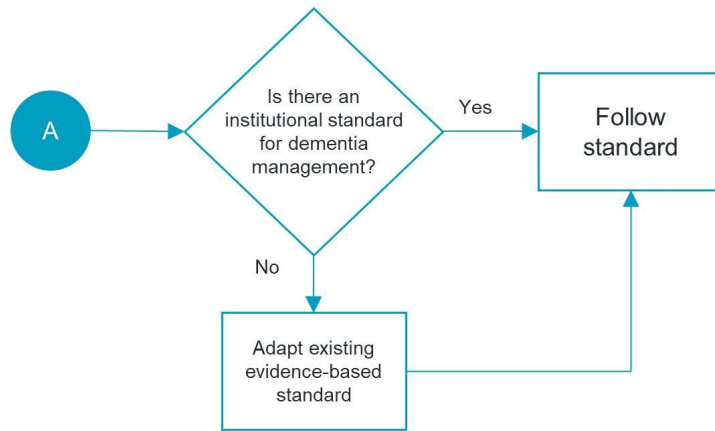 A
Is there an
institutional standard
for dementia
management?
Yes
Follow
standard
No
Adapt existing
evidence-based
standard